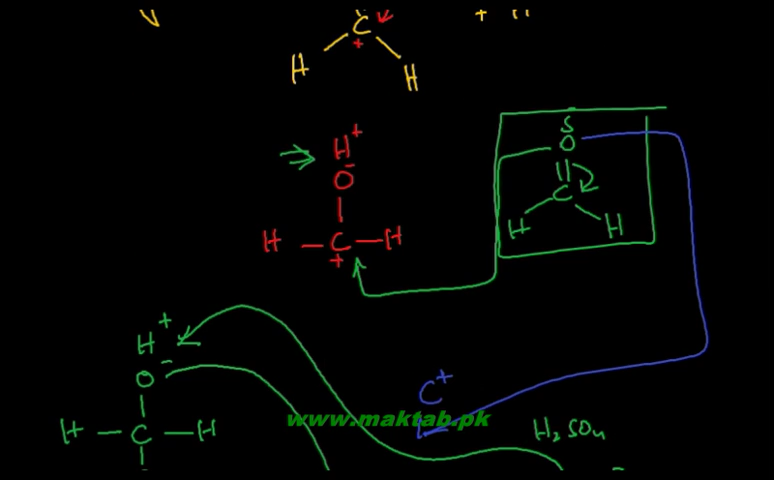 C
+
H H
+
H+
O-
H – C – H
+
S
O
||
C
H H
H+
O-
|
H – C – H
C+
www.maktab.pk
H2SO4
-